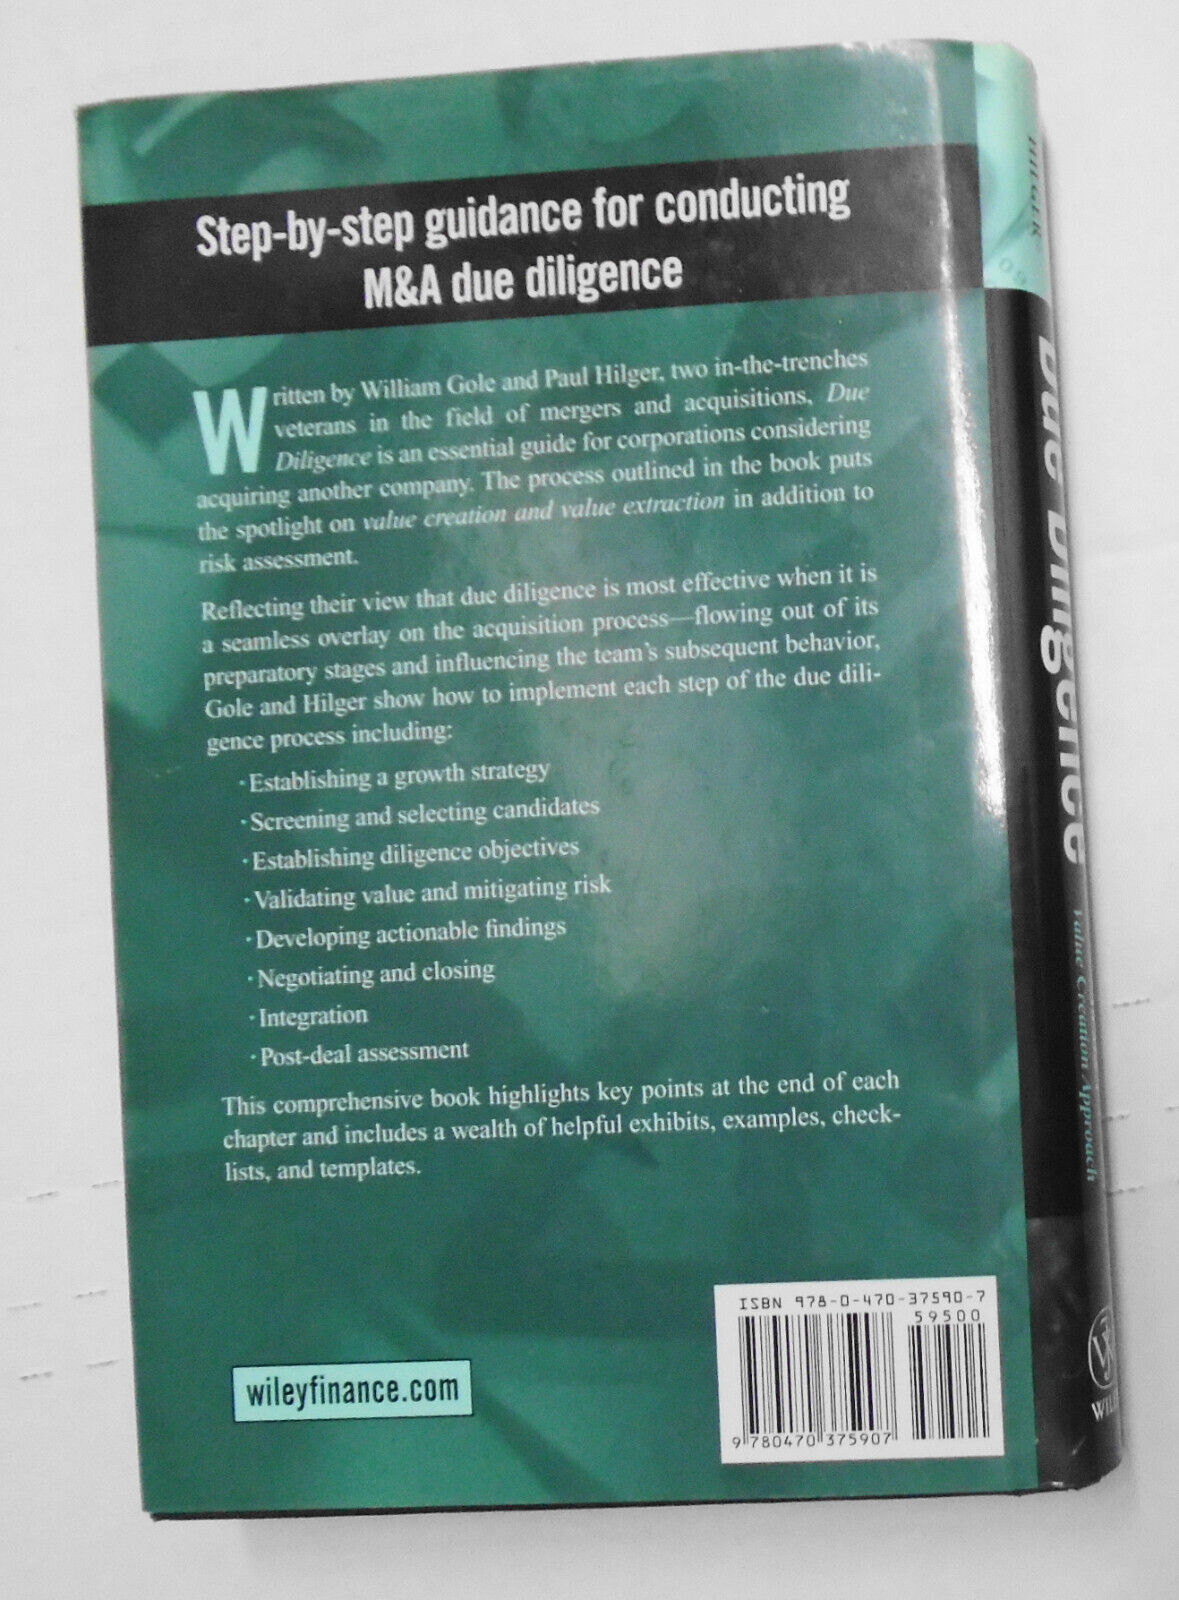 Step-by-step guidance for conducting
M&A due diligence
Written by William Gole and Paul Hilger, two in-the-trenches
veterans in the field of mergers and acquisitions, Due
Diligence is an essential guide for corporations considering
acquiring another company. The process outlined in the book puts
the spotlight on value creation and value extraction in addition to
risk assessment.
Reflecting their view that due diligence is most effective when it is
a seamless overlay on the acquisition process—flowing out of its
preparatory stages and influencing the team's subsequent behavior,
Gole and Hilger show how to implement each step of the due dili-
gence process including:
· Establishing a growth strategy
· Screening and selecting candidates
· Establishing diligence objectives
· Validating value and mitigating risk
· Developing actionable findings
· Negotiating and closing
· Integration
· Post-deal assessment
This comprehensive book highlights key points at the end of each
chapter and includes a wealth of helpful exhibits, examples, check-
lists, and templates.
wileyfinance.com
ISBN 978-0-470-37590-7
59500
9 780470 375907
Due Diligence
Value Creation Approach